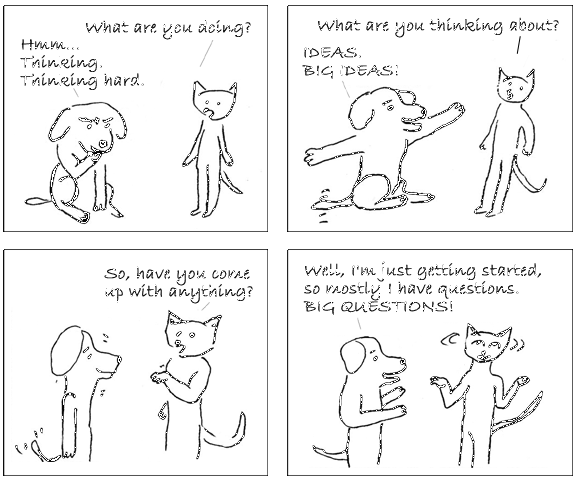 What are you doing?
Hmm...
Thinking.
Thinking hard.
What are you thinking about?
IDEAS.
BIG IDEAS!
So, have you come
up with anything?
Well, I'm just getting started,
so mostly I have questions.
BIG QUESTIONS!